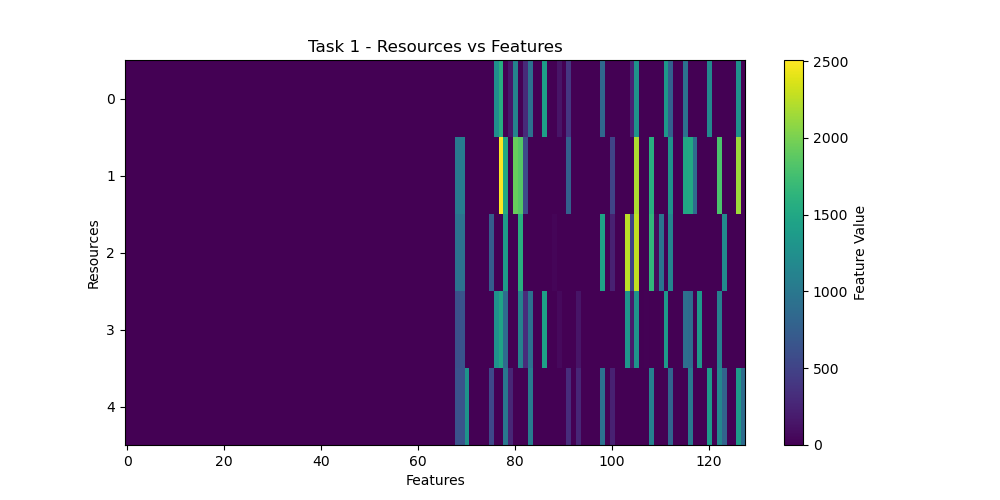 Task 1 - Resources vs Features
Resources
0
1
2
3
4
0 20 40 60 80 100 120
Features
2500
2000
1500
1000
500
0
Feature Value